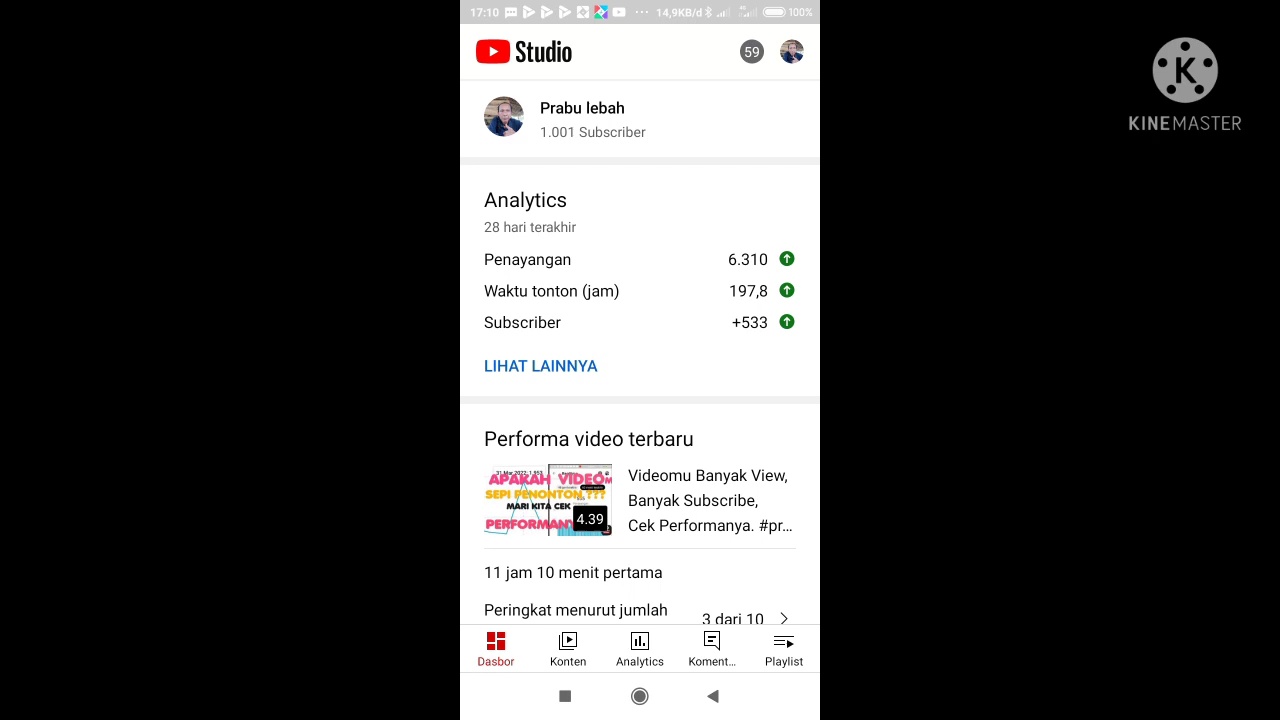 17:10
14,9KB/d
4G
100%
Studio
59
Prabu lebah
1.001 Subscriber
Analytics
28 hari terakhir
Penayangan 6.310
Waktu tonton (jam) 197,8
Subscriber +533
LIHAT LAINNYA
Performa video terbaru
APAKAH VIDEOM
SEPI PENONTON.???
MARI KITA CEK
PERFORMANY
4.39
Videomu Banyak View,
Banyak Subscribe,
Cek Performanya. #pr…
11 jam 10 menit pertama
Peringkat menurut jumlah
3 dari 10
Dasbor
Konten
Analytics
Koment…
Playlist
K
KINEMASTER